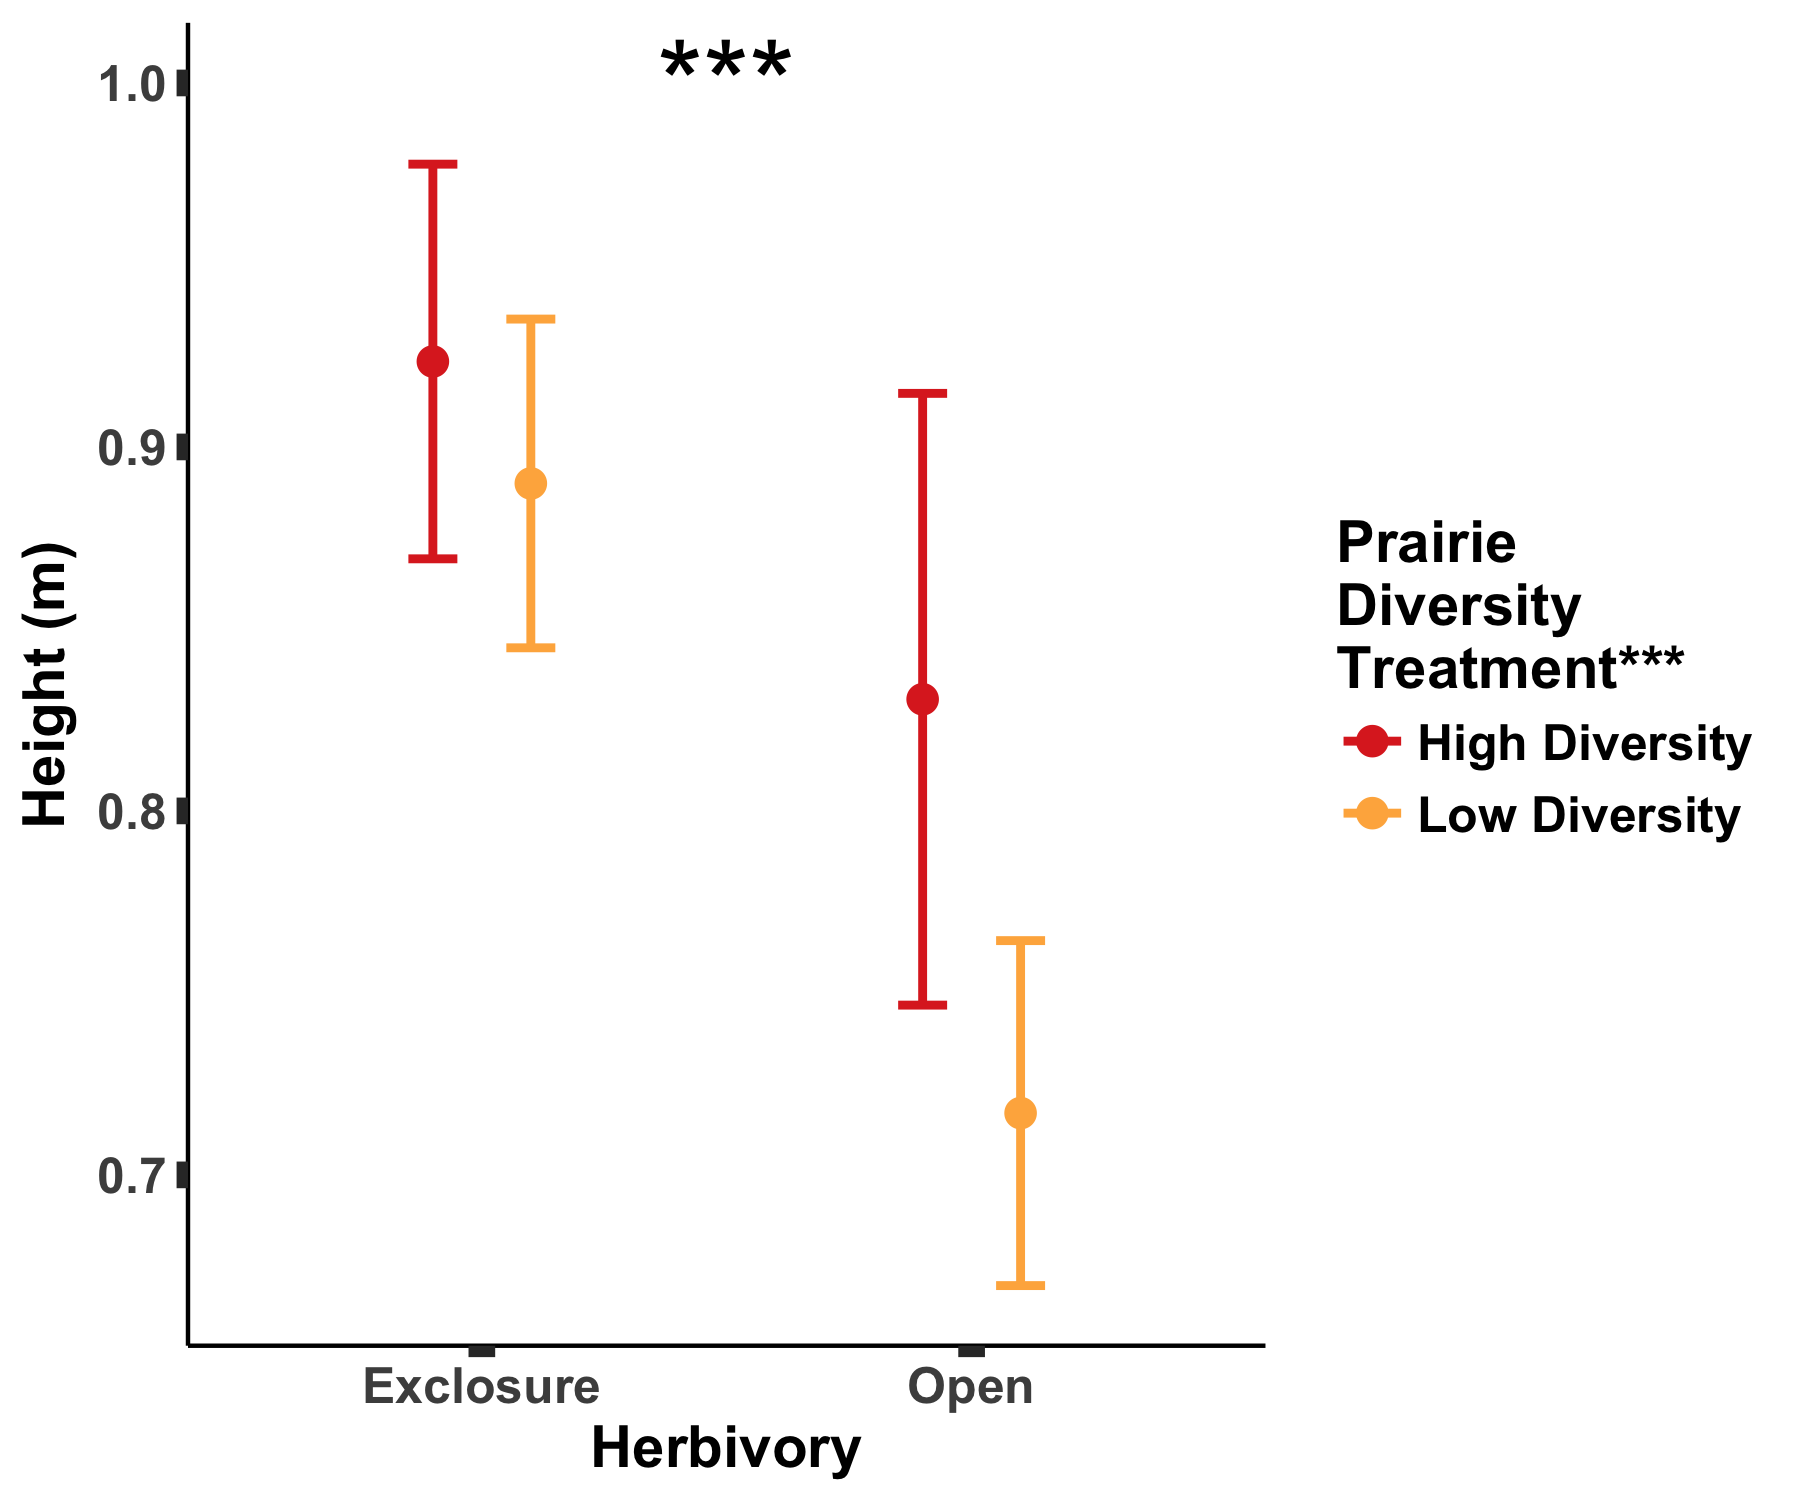 ***
1.0
0.9
0.8
0.7
Height (m)
Exclosure
Open
Herbivory
Prairie
Diversity
Treatment***
High Diversity
Low Diversity